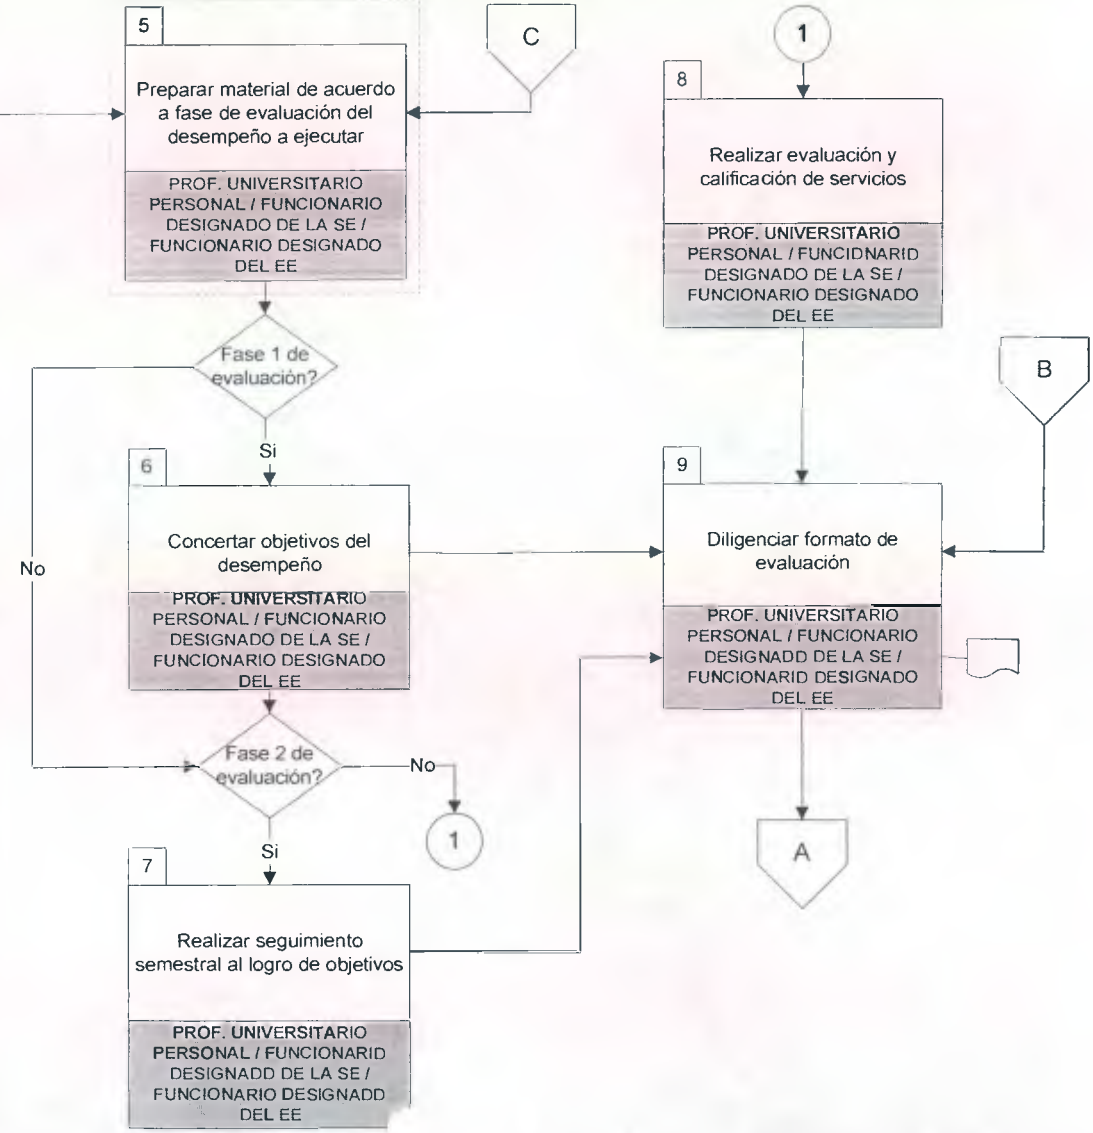 5
Preparar material de acuerdo
a fase de evaluación del
desempeño a ejecutar
PROF. UNIVERSITARIO
PERSONAL / FUNCIONARIO
DESIGNADO DE LA SE /
FUNCIONARIO DESIGNADO
DEL EE
C
Fase 1 de
evaluación?
Si
No
6
Concertar objetivos del
desempeño
PROF. UNIVERSITARIO
PERSONAL / FUNCIONARIO
DESIGNADO DE LA SE /
FUNCIONARIO DESIGNADO
DEL EE
Fase 2 de
evaluación?
No
1
Si
7
Realizar seguimiento
semestral al logro de objetivos
PROF. UNIVERSITARIO
PERSONAL / FUNCIONARID
DESIGNADD DE LA SE /
FUNCIONARIO DESIGNADD
DEL EE
1
8
Realizar evaluación y
calificación de servicios
PROF. UNIVERSITARIO
PERSONAL / FUNCIDNARID
DESIGNADO DE LA SE /
FUNCIONARIO DESIGNADO
DEL EE
B
9
Diligenciar formato de
evaluación
PROF. UNIVERSITARIO
PERSONAL / FUNCIONARIO
DESIGNADD DE LA SE /
FUNCIONARID DESIGNADO
DEL EE
A